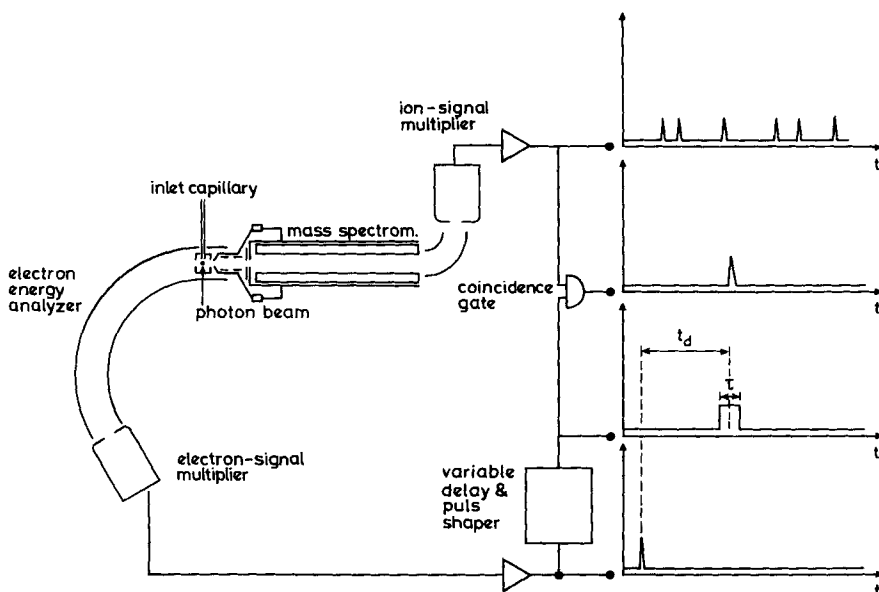 ion-signal
multiplier
t
inlet capillary
mass spectrom.
electron
energy
analyzer
photon beam
coincidence
gate
t
t_d
τ
t
electron-signal
multiplier
variable
delay &
puls
shaper
t